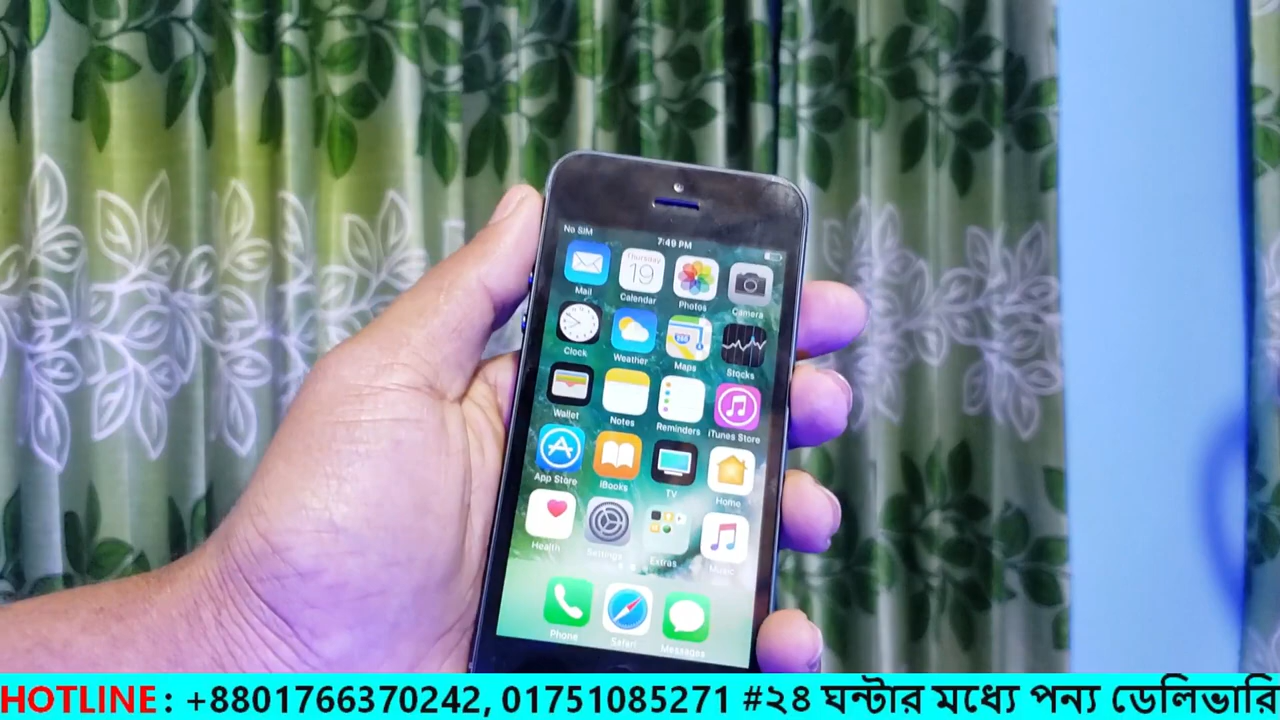 No SIM 7:49 PM
Thursday
19
Mail Calendar Photos Camera
Clock Weather Maps Stocks
Wallet Notes Reminders iTunes Store
App Store iBooks TV Home
Health Settings Extras Music
Phone Safari Messages
HOTLINE : +8801766370242, 01751085271 #২৪ ঘন্টার মধ্যে পন্য ডেলিভারি